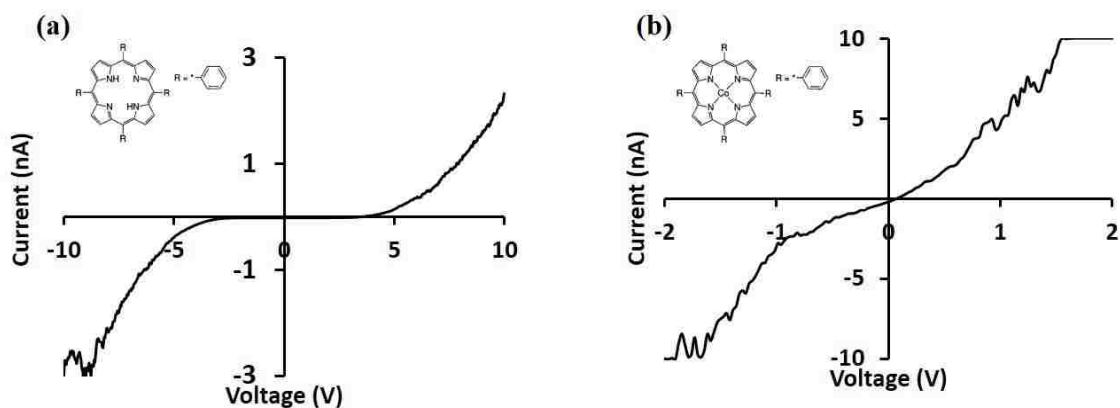 (a)
R
NH
N
R
R
N
HN
R
R = *
Current (nA)
3
1
-10
-5
0
5
10
-1
-3
Voltage (V)
(b)
R
N
N
R
Co
R
N
N
R
R = *
Current (nA)
10
5
-2
-1
0
1
2
-5
-10
Voltage (V)